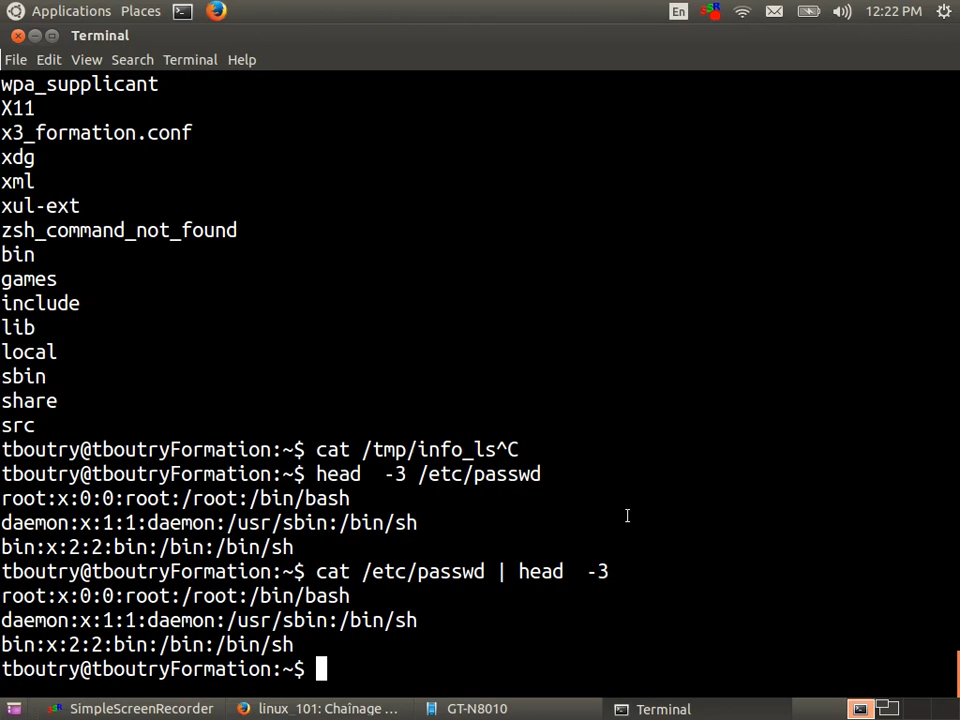 Applications Places En 12:22 PM
Terminal
File Edit View Search Terminal Help
wpa_supplicant
X11
x3_formation.conf
xdg
xml
xul-ext
zsh_command_not_found
bin
games
include
lib
local
sbin
share
src
tboutry@tboutryFormation:~$ cat /tmp/info_ls^C
tboutry@tboutryFormation:~$ head  -3 /etc/passwd
root:x:0:0:root:/root:/bin/bash
daemon:x:1:1:daemon:/usr/sbin:/bin/sh
bin:x:2:2:bin:/bin:/bin/sh
tboutry@tboutryFormation:~$ cat /etc/passwd | head  -3
root:x:0:0:root:/root:/bin/bash
daemon:x:1:1:daemon:/usr/sbin:/bin/sh
bin:x:2:2:bin:/bin:/bin/sh
tboutry@tboutryFormation:~$
SimpleScreenRecorder linux_101: Chaînage ... GT-N8010 Terminal